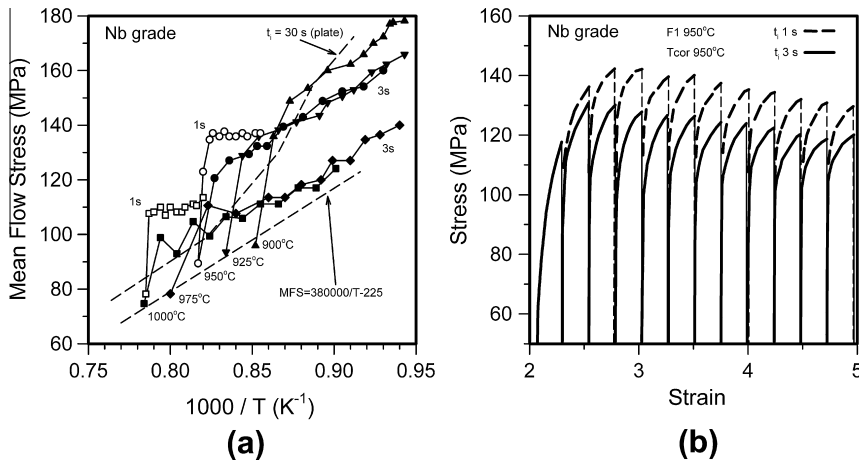 Nb grade
t_i = 30 s (plate)
3s
1s
3s
1s
900°C
925°C
950°C
975°C
1000°C
MFS=380000/T-225
Mean Flow Stress (MPa)
180
160
140
120
100
80
60
0.75
0.80
0.85
0.90
0.95
1000 / T (K⁻¹)
(a)
Nb grade
F1 950°C t_i 1 s
Tcor 950°C t_i 3 s
Stress (MPa)
160
140
120
100
80
60
2
3
4
5
Strain
(b)